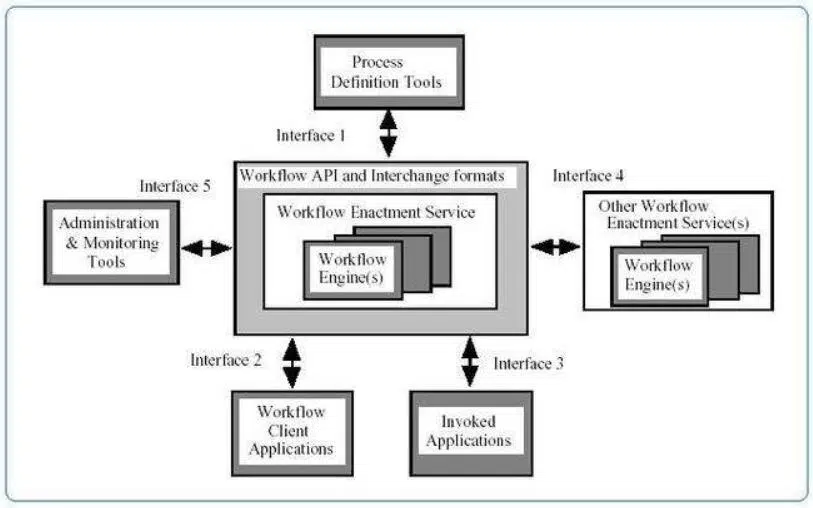 Process
Definition Tools
Interface 1
Workflow API and Interchange formats
Interface 4
Interface 5
Workflow Enactment Service
Other Workflow
Enactment Service(s)
Administration
& Monitoring
Tools
Workflow
Engine(s)
Workflow
Engine(s)
Interface 2
Interface 3
Workflow
Client
Applications
Invoked
Applications